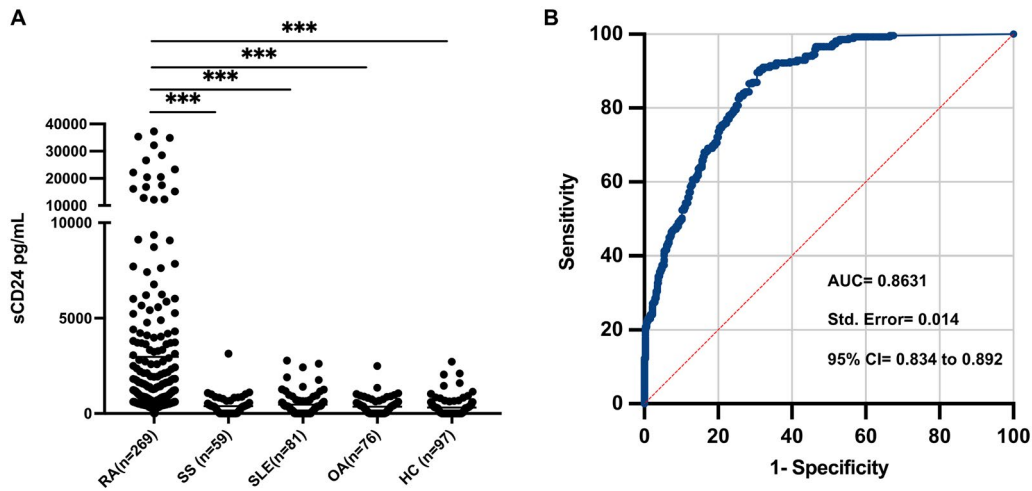 A
***
***
***
***
40000
30000
20000
10000
10000
5000
0
sCD24 pg/mL
RA(n=269)
SS (n=59)
SLE(n=81)
OA(n=76)
HC (n=97)
B
100
80
60
40
20
0
Sensitivity
AUC= 0.8631
Std. Error= 0.014
95% CI= 0.834 to 0.892
0 20 40 60 80 100
1- Specificity